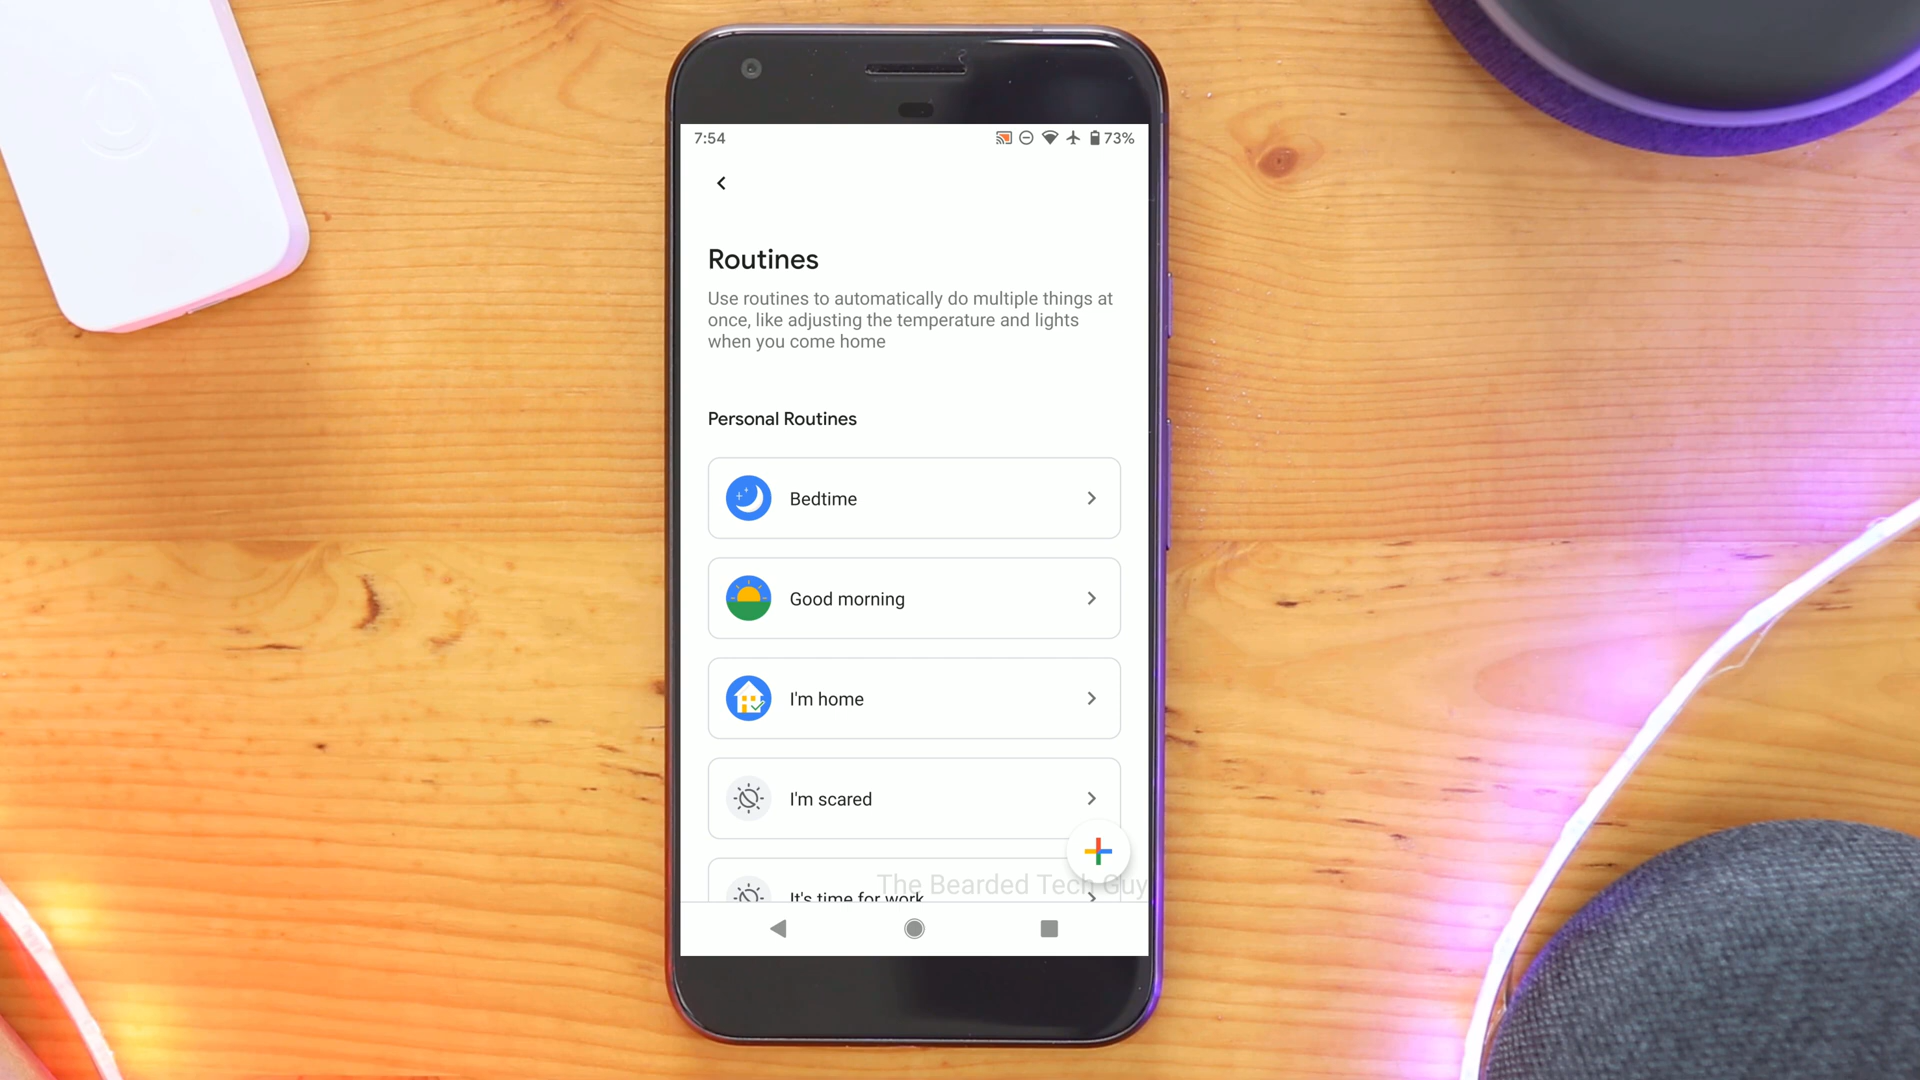 7:54
73%
Routines
Use routines to automatically do multiple things at
once, like adjusting the temperature and lights
when you come home
Personal Routines
Bedtime
Good morning
I'm home
I'm scared
It's time for work
The Bearded Tech Guy